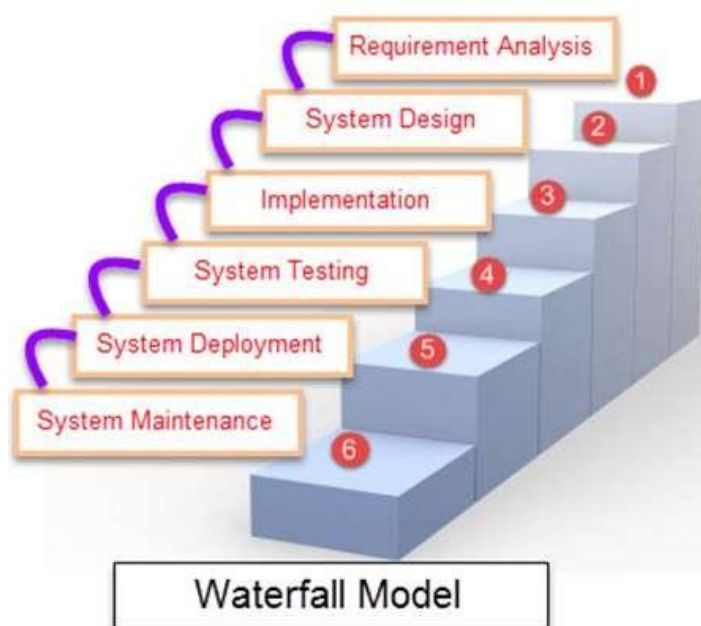 Requirement Analysis
1
System Design
2
Implementation
3
System Testing
4
System Deployment
5
System Maintenance
6
Waterfall Model